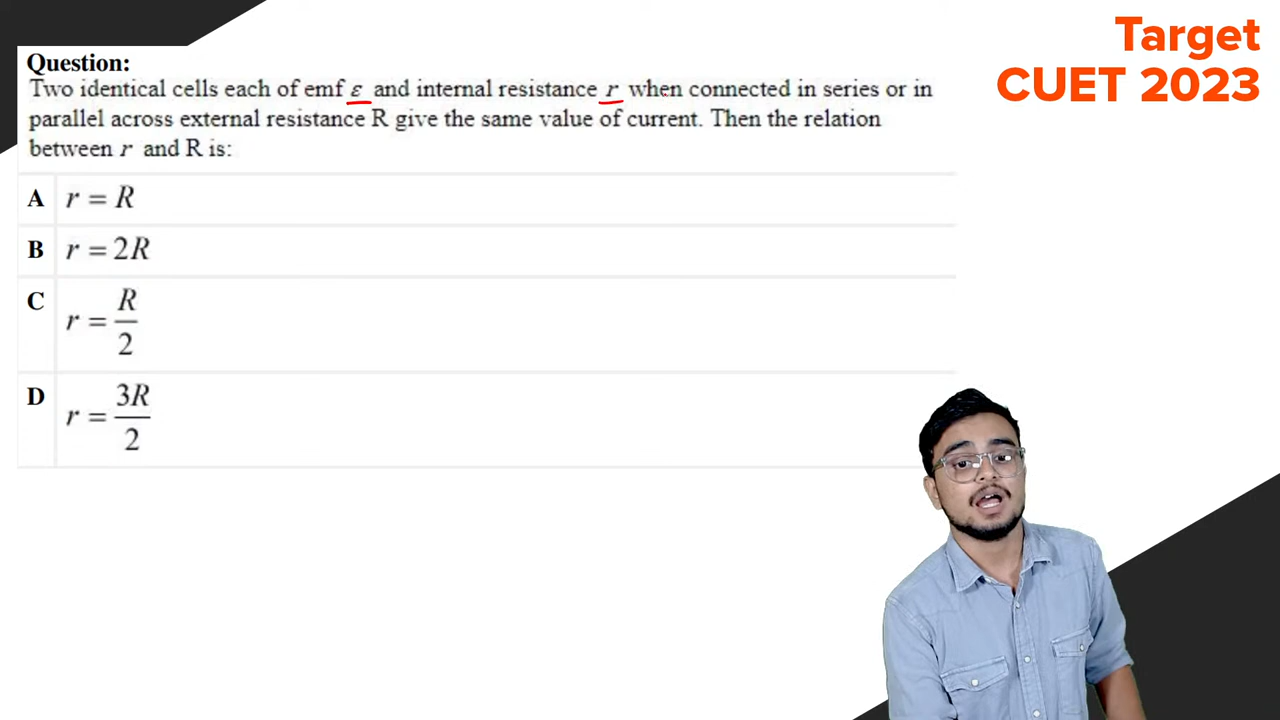 Target
CUET 2023
Question:
Two identical cells each of emf ε and internal resistance r when connected in series or in
parallel across external resistance R give the same value of current. Then the relation
between r and R is:
A r = R
B r = 2R
C r = R/2
D r = 3R/2